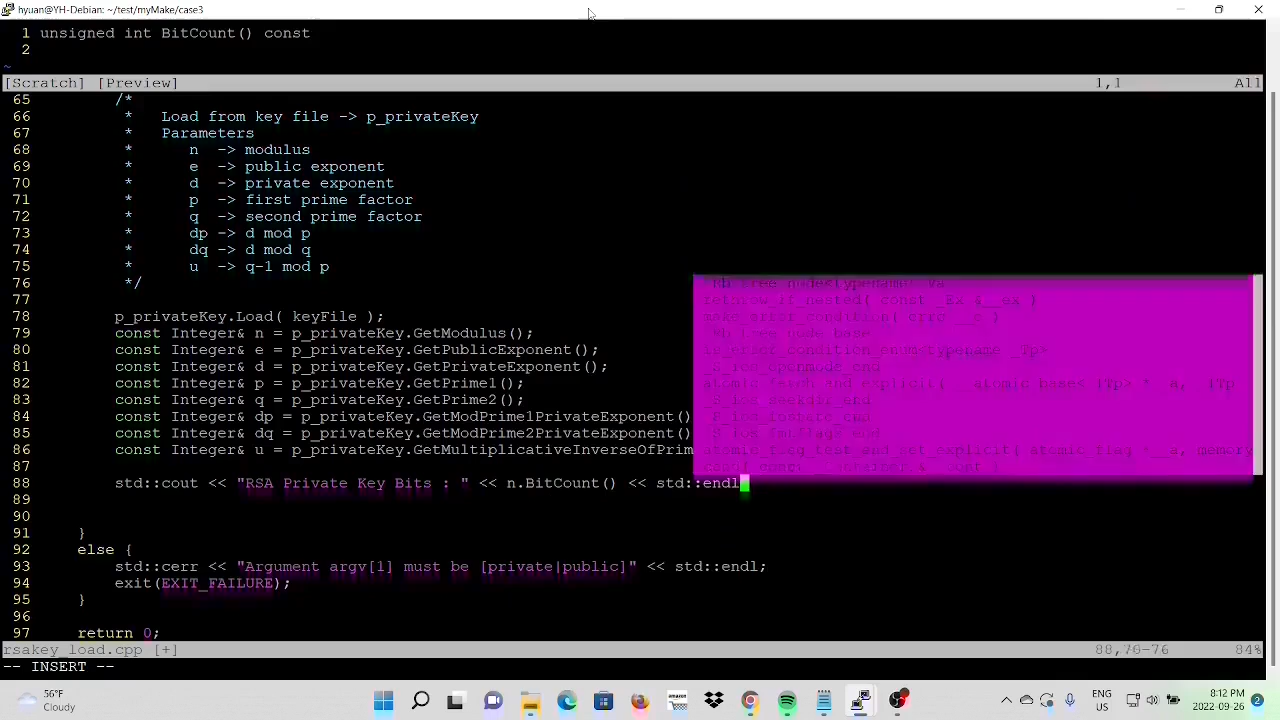 hyuan@YH-Debian: ~/test/myMake/case3
1 unsigned int BitCount() const
2
~
[Scratch] [Preview] 1,1 All
65 /*
66 * Load from key file -> p_privateKey
67 * Parameters
68 * n -> modulus
69 * e -> public exponent
70 * d -> private exponent
71 * p -> first prime factor
72 * q -> second prime factor
73 * dp -> d mod p
74 * dq -> d mod q
75 * u -> q-1 mod p
76 */
77
78 p_privateKey.Load( keyFile );
79 const Integer& n = p_privateKey.GetModulus();
80 const Integer& e = p_privateKey.GetPublicExponent();
81 const Integer& d = p_privateKey.GetPrivateExponent();
82 const Integer& p = p_privateKey.GetPrime1();
83 const Integer& q = p_privateKey.GetPrime2();
84 const Integer& dp = p_privateKey.GetModPrime1PrivateExponent()
85 const Integer& dq = p_privateKey.GetModPrime2PrivateExponent()
86 const Integer& u = p_privateKey.GetMultiplicativeInverseOfPrim
87
88 std::cout << "RSA Private Key Bits : " << n.BitCount() << std::endl
89
90
91 }
92 else {
93 std::cerr << "Argument argv[1] must be [private|public]" << std::endl;
94 exit(EXIT_FAILURE);
95 }
96
97 return 0;
rsakey_load.cpp [+] 84%
-- INSERT --
56°F
Cloudy
amazon
ENG
US
8:12 PM
2022-09-26
2